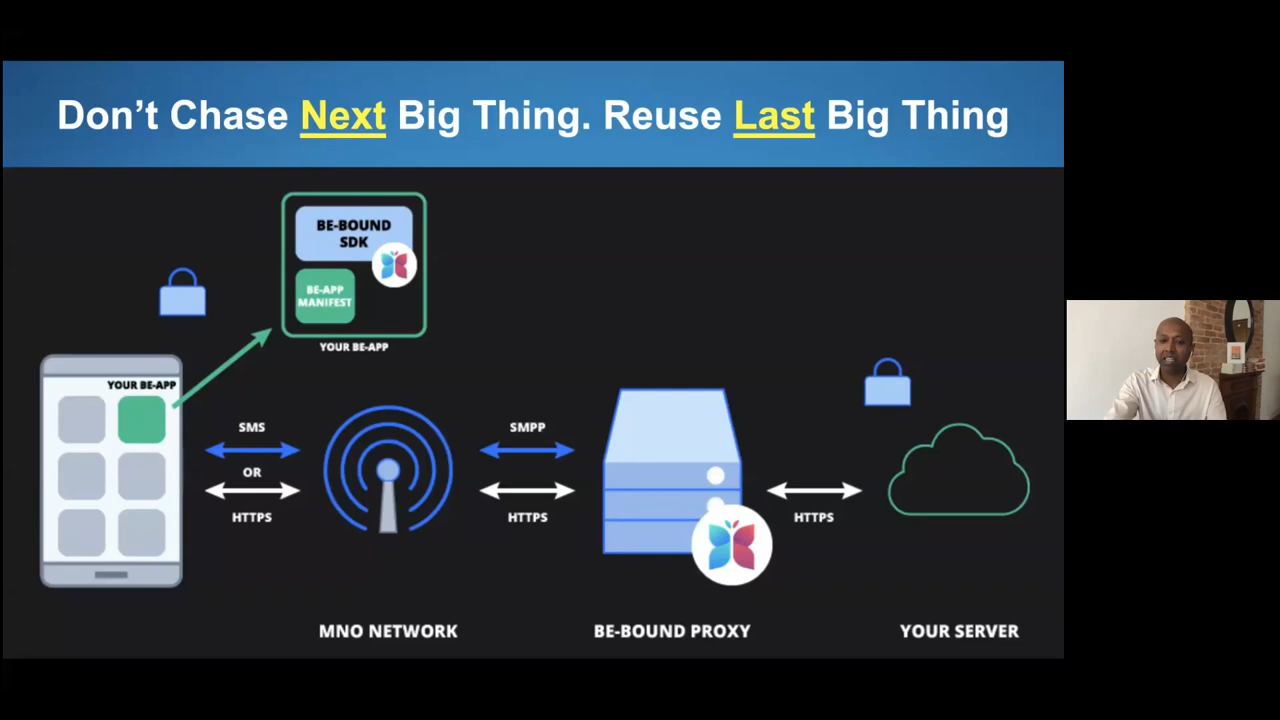 Don't Chase Next Big Thing. Reuse Last Big Thing
BE-BOUND
SDK
BE-APP
MANIFEST
YOUR BE-APP
YOUR BE-APP
SMS
OR
HTTPS
SMPP
HTTPS
HTTPS
MNO NETWORK
BE-BOUND PROXY
YOUR SERVER